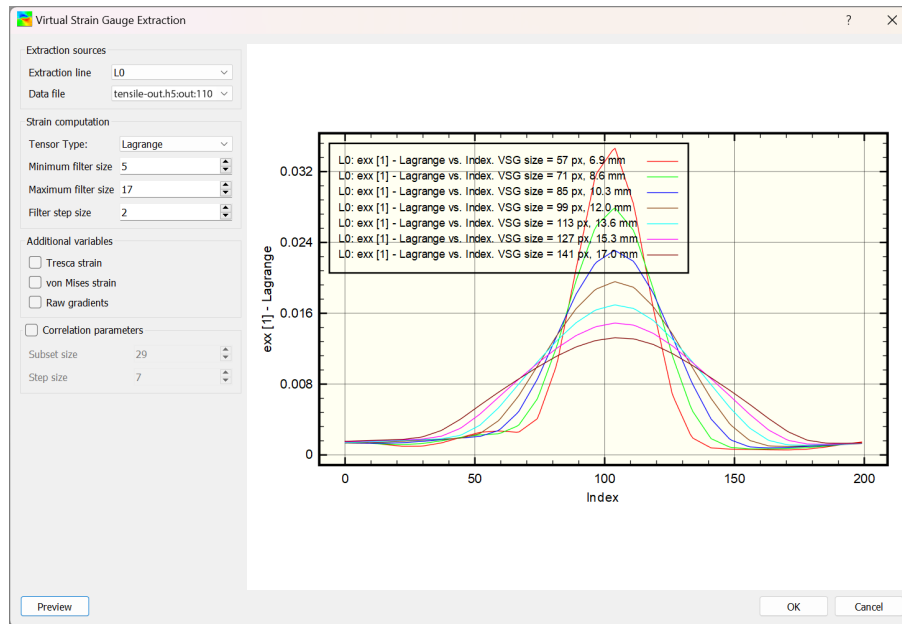 Virtual Strain Gauge Extraction
Extraction sources
Extraction line L0
Data file tensile-out.h5:out:110
Strain computation
Tensor Type: Lagrange
Minimum filter size 5
Maximum filter size 17
Filter step size 2
Additional variables
Tresca strain
von Mises strain
Raw gradients
Correlation parameters
Subset size 29
Step size 7
Preview
L0: exx [1] - Lagrange vs. Index. VSG size = 57 px, 6.9 mm
L0: exx [1] - Lagrange vs. Index. VSG size = 71 px, 8.6 mm
L0: exx [1] - Lagrange vs. Index. VSG size = 85 px, 10.3 mm
L0: exx [1] - Lagrange vs. Index. VSG size = 99 px, 12.0 mm
L0: exx [1] - Lagrange vs. Index. VSG size = 113 px, 13.6 mm
L0: exx [1] - Lagrange vs. Index. VSG size = 127 px, 15.3 mm
L0: exx [1] - Lagrange vs. Index. VSG size = 141 px, 17.0 mm
exx [1] - Lagrange
0.032
0.024
0.016
0.008
0
0 50 100 150 200
Index
OK Cancel